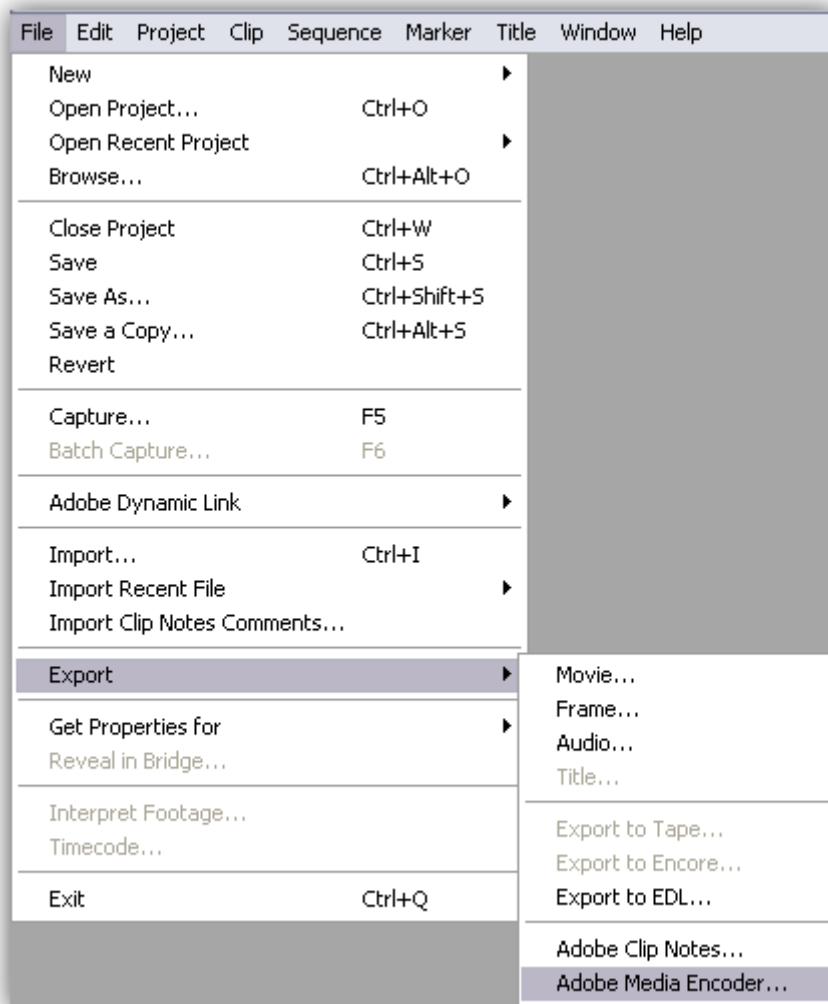 File Edit Project Clip Sequence Marker Title Window Help
New
Open Project... Ctrl+O
Open Recent Project
Browse... Ctrl+Alt+O
Close Project Ctrl+W
Save Ctrl+S
Save As... Ctrl+Shift+S
Save a Copy... Ctrl+Alt+S
Revert
Capture... F5
Batch Capture... F6
Adobe Dynamic Link
Import... Ctrl+I
Import Recent File
Import Clip Notes Comments...
Export
Get Properties for
Reveal in Bridge...
Interpret Footage...
Timecode...
Exit Ctrl+Q
Movie...
Frame...
Audio...
Title...
Export to Tape...
Export to Encore...
Export to EDL...
Adobe Clip Notes...
Adobe Media Encoder...